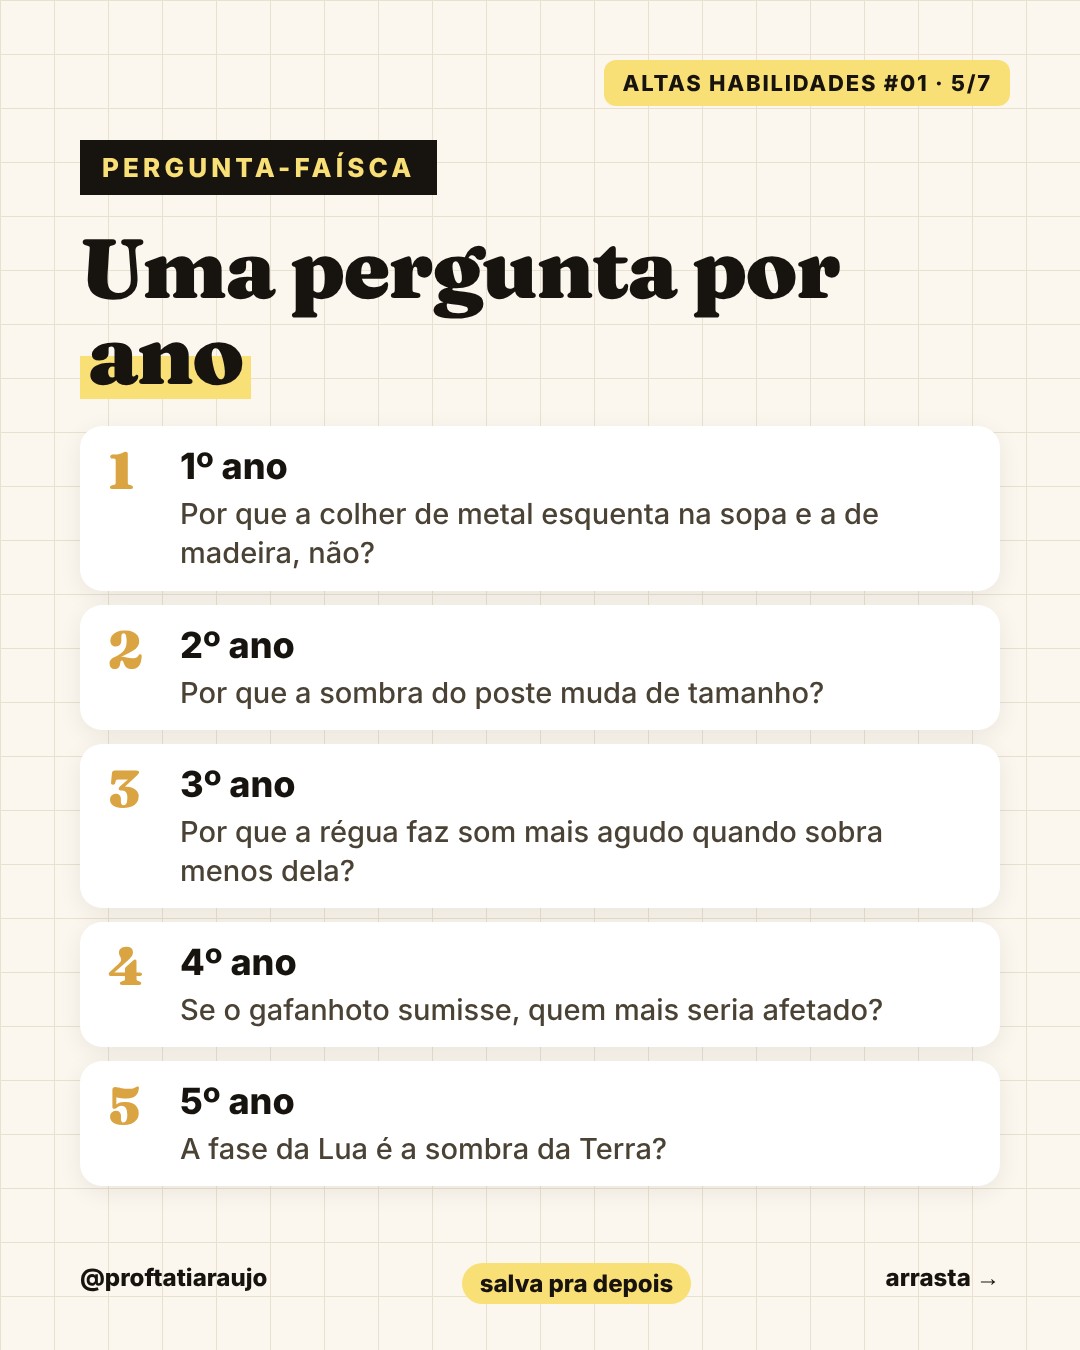 ALTAS HABILIDADES #01 · 5/7
PERGUNTA-FAÍSCA
Uma pergunta por
ano
1
1º ano
Por que a colher de metal esquenta na sopa e a de
madeira, não?
2
2º ano
Por que a sombra do poste muda de tamanho?
3
3º ano
Por que a régua faz som mais agudo quando sobra
menos dela?
4
4º ano
Se o gafanhoto sumisse, quem mais seria afetado?
5
5º ano
A fase da Lua é a sombra da Terra?
@proftatiaraujo
salva pra depois
arrasta →